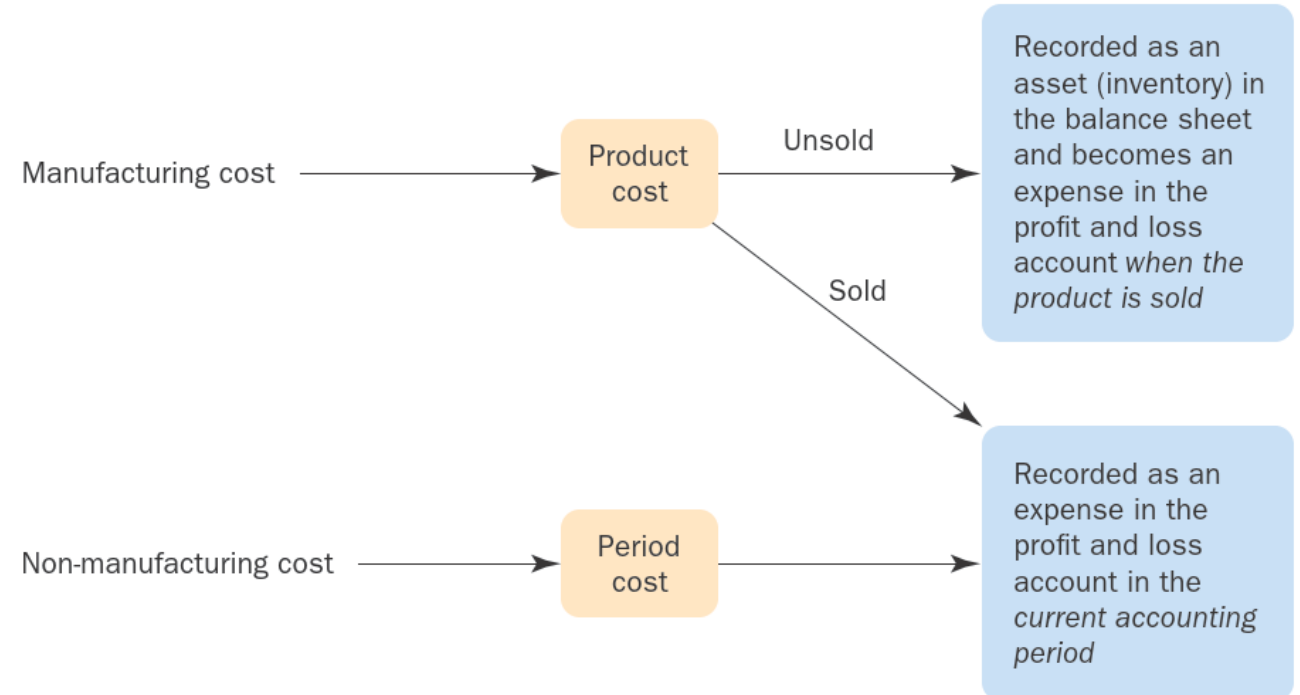 Manufacturing cost
Product
cost
Unsold
Recorded as an
asset (inventory) in
the balance sheet
and becomes an
expense in the
profit and loss
account when the
product is sold
Sold
Non-manufacturing cost
Period
cost
Recorded as an
expense in the
profit and loss
account in the
current accounting
period